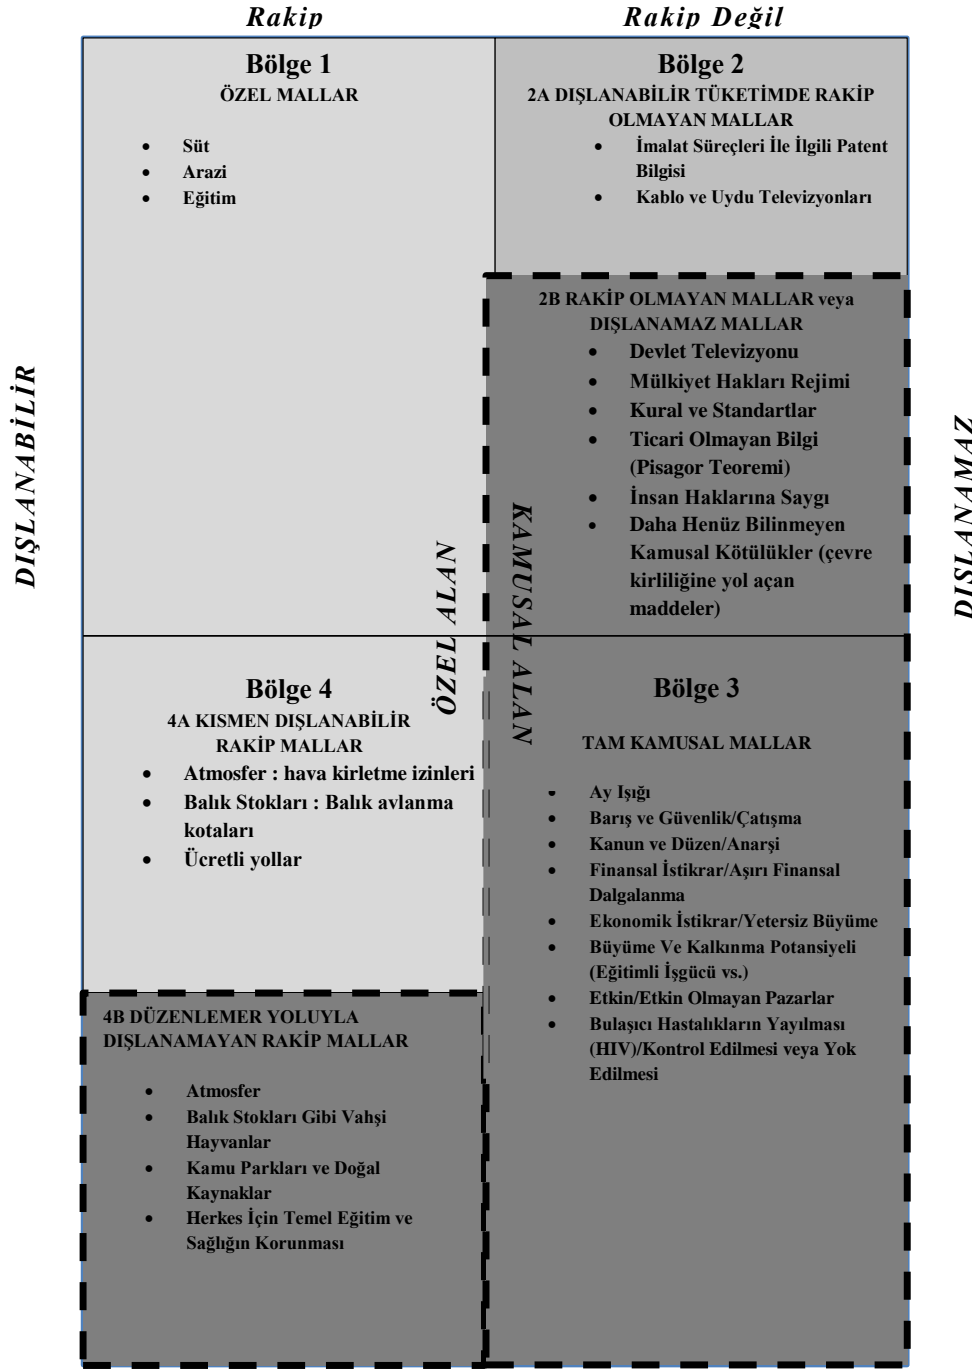 Rakip
Rakip Değil
DIŞLANABİLİR
Bölge 1
ÖZEL MALLAR
• Süt
• Arazi
• Eğitim
Bölge 2
2A DIŞLANABİLİR TÜKETİMDE RAKİP
OLMAYAN MALLAR
• İmalat Süreçleri İle İlgili Patent
Bilgisi
• Kablo ve Uydu Televizyonları
2B RAKİP OLMAYAN MALLAR veya
DIŞLANAMAZ MALLAR
• Devlet Televizyonu
• Mülkiyet Hakları Rejimi
• Kural ve Standartlar
• Ticari Olmayan Bilgi
(Pisagor Teoremi)
• İnsan Haklarına Saygı
• Daha Henüz Bilinmeyen
Kamusal Kötülükler (çevre
kirliliğine yol açan
maddeler)
DIŞLANAMAZ
ÖZEL ALAN
KAMUSAL ALAN
Bölge 4
4A KISMEN DIŞLANABİLİR
RAKİP MALLAR
• Atmosfer : hava kirletme izinleri
• Balık Stokları : Balık avlanma
kotaları
• Ücretli yollar
4B DÜZENLEMER YOLUYLA
DIŞLANAMAYAN RAKİP MALLAR
• Atmosfer
• Balık Stokları Gibi Vahşi
Hayvanlar
• Kamu Parkları ve Doğal
Kaynaklar
• Herkes İçin Temel Eğitim ve
Sağlığın Korunması
Bölge 3
TAM KAMUSAL MALLAR
• Ay Işığı
• Barış ve Güvenlik/Çatışma
• Kanun ve Düzen/Anarşi
• Finansal İstikrar/Aşırı Finansal
Dalgalanma
• Ekonomik İstikrar/Yetersiz Büyüme
• Büyüme Ve Kalkınma Potansiyeli
(Eğitimli İşgücü vs.)
• Etkin/Etkin Olmayan Pazarlar
• Bulaşıcı Hastalıkların Yayılması
(HIV)/Kontrol Edilmesi veya Yok
Edilmesi